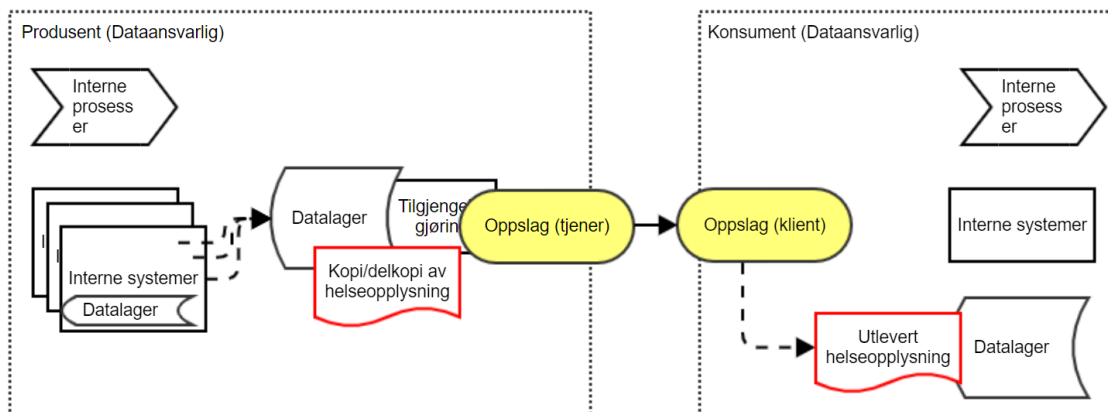 Produsent (Dataansvarlig)
Interne
prosess
er
Interne systemer
Datalager
Datalager
gjørin
Kopi/delkopi av
helseopplysning
Oppslag (tjener)
Konsument (Dataansvarlig)
Interne
prosess
er
Oppslag (klient)
Interne systemer
Utlevert
helseopplysning
Datalager